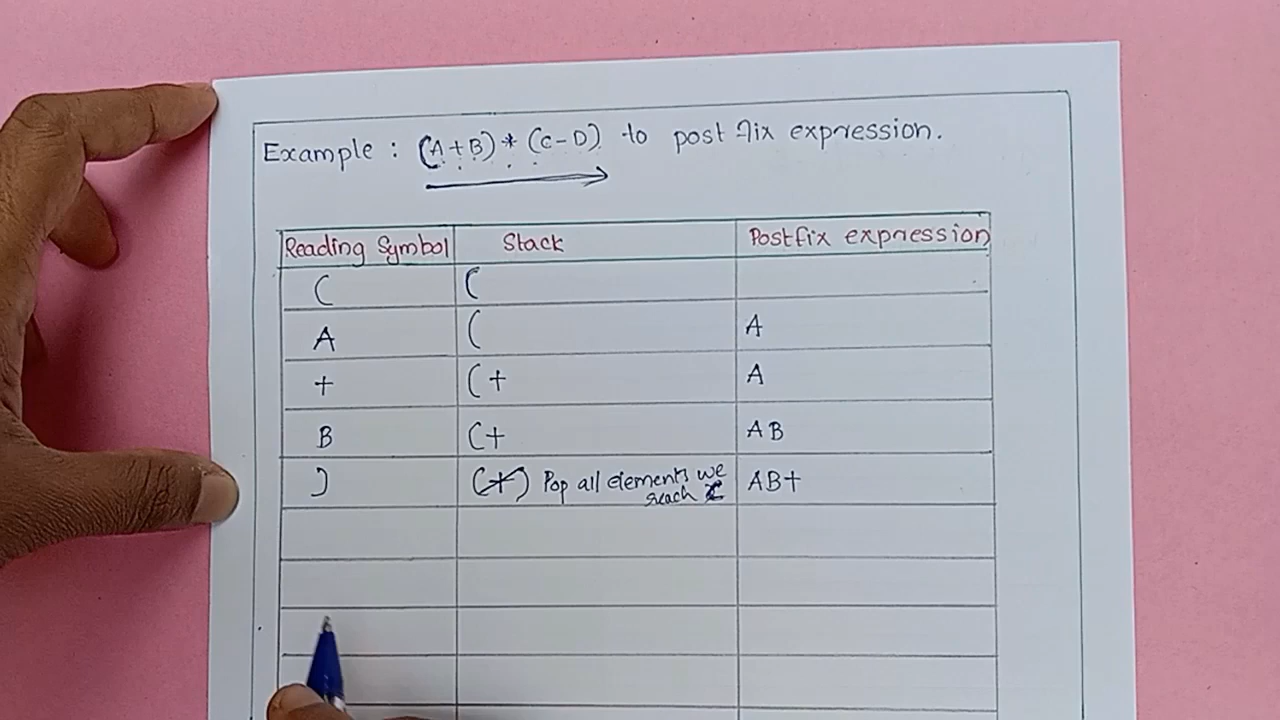 Example : (A+B)*(C-D) to post fix expression.
Reading Symbol Stack Postfix expression
( (
A ( A
+ (+ A
B (+ AB
) (+) Pop all elements we AB+
reach (